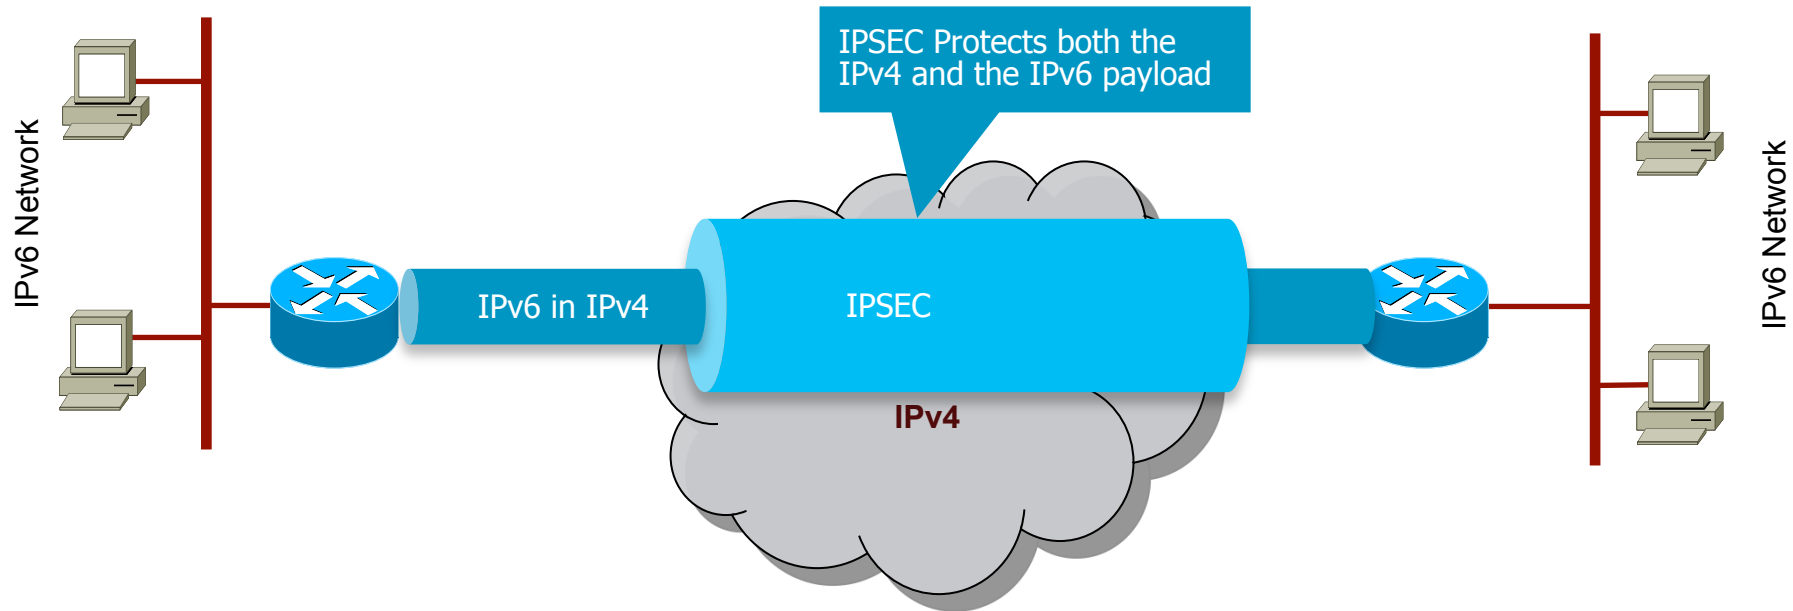 IPSEC Protects both the
IPv4 and the IPv6 payload
IPv6 Network
IPv6 in IPv4
IPSEC
IPv4
IPv6 Network